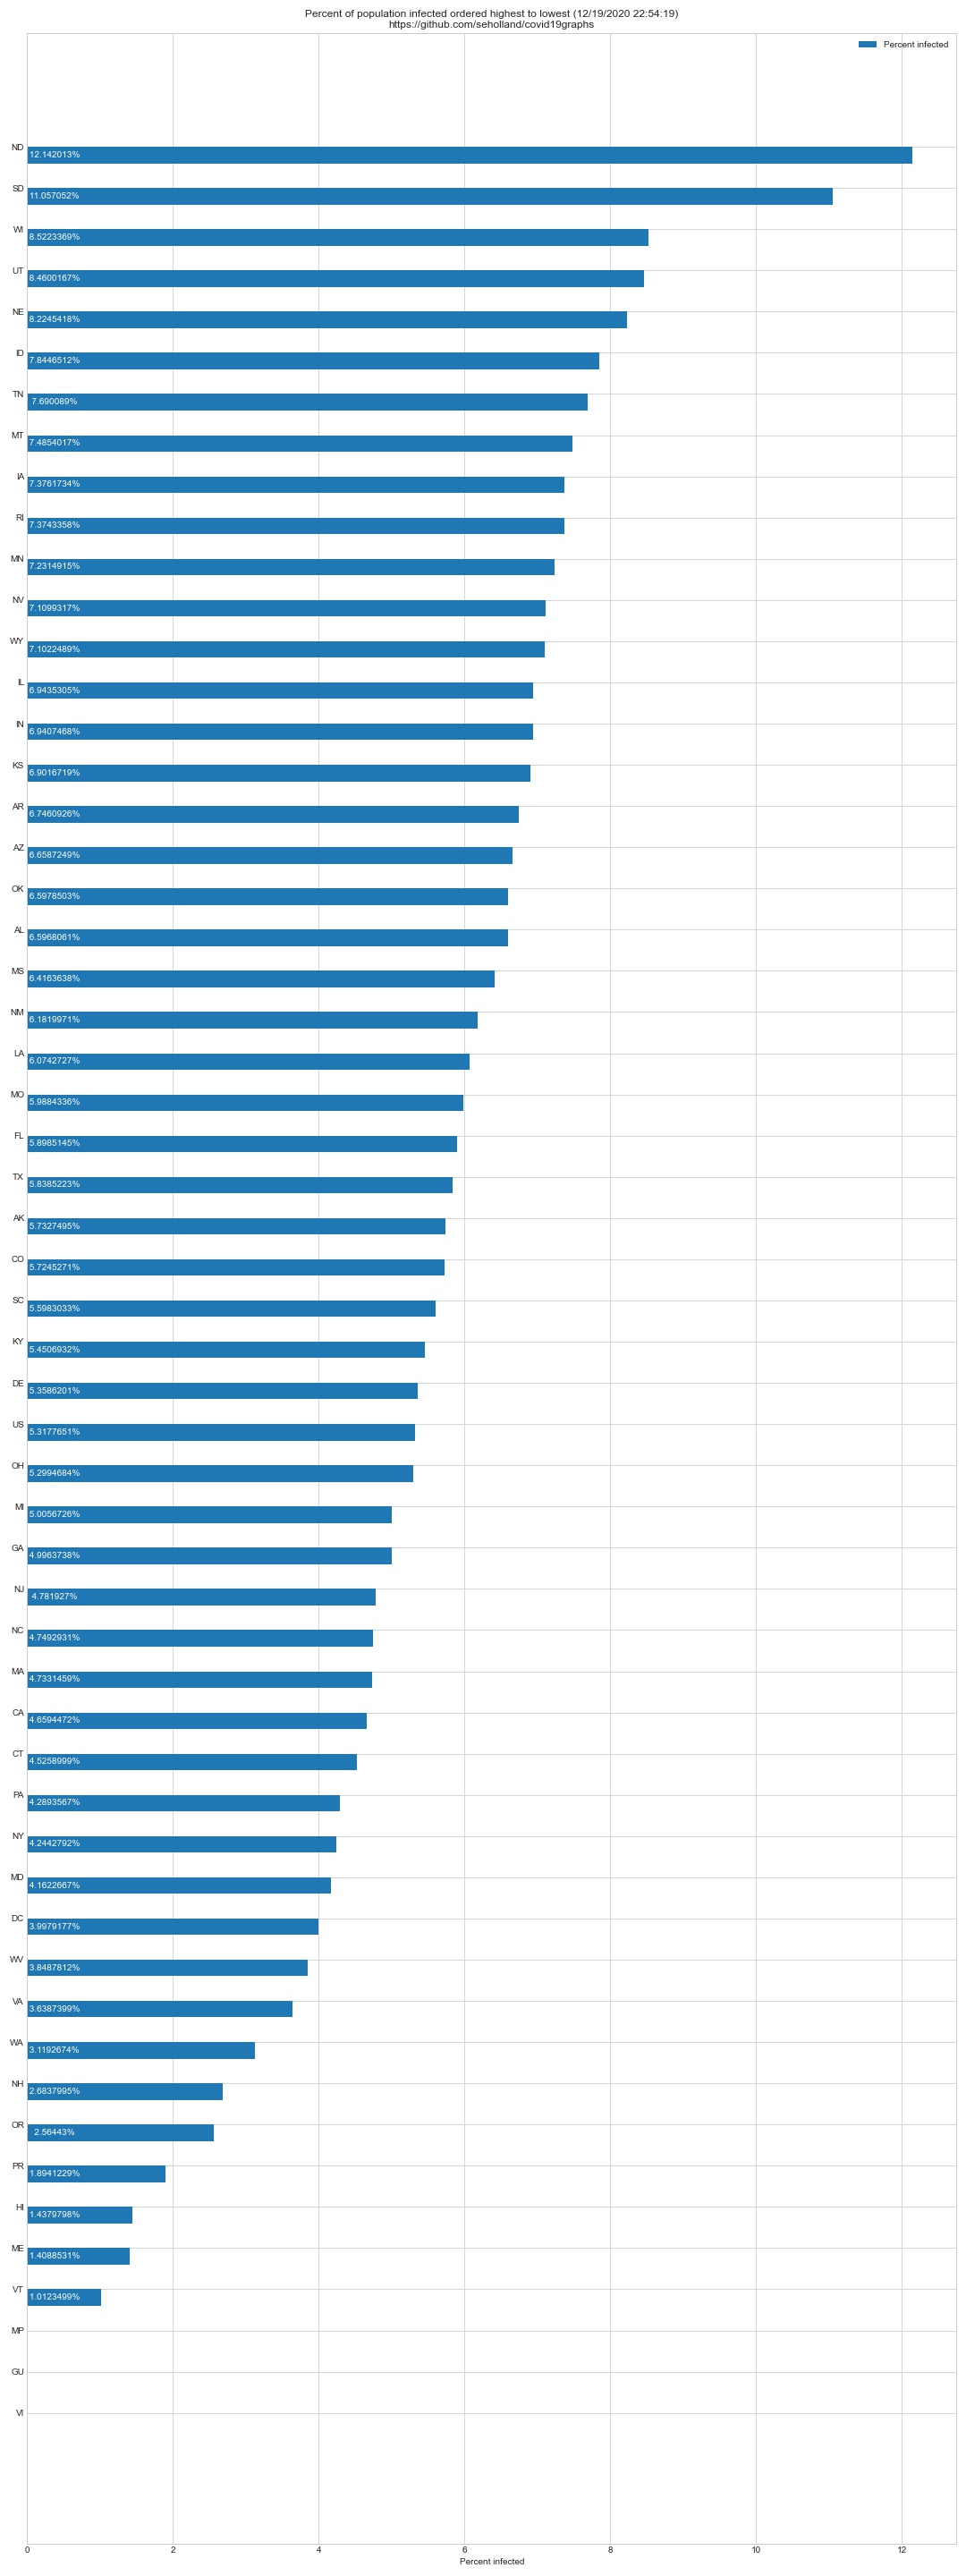 Percent of population infected ordered highest to lowest (12/19/2020 22:54:19)
https://github.com/seholland/covid19graphs
Percent infected
ND 12.142013%
SD 11.057052%
WI 8.5223369%
UT 8.4600167%
NE 8.2245418%
ID 7.8446512%
TN 7.690089%
MT 7.4854017%
IA 7.3761734%
RI 7.3743358%
MN 7.2314915%
NV 7.1099317%
WY 7.1022489%
IL 6.9435305%
IN 6.9407468%
KS 6.9016719%
AR 6.7460926%
AZ 6.6587249%
OK 6.5978503%
AL 6.5968061%
MS 6.4163638%
NM 6.1819971%
LA 6.0742727%
MO 5.9884336%
FL 5.8985145%
TX 5.8385223%
AK 5.7327495%
CO 5.7245271%
SC 5.5983033%
KY 5.4506932%
DE 5.3586201%
US 5.3177651%
OH 5.2994684%
MI 5.0056726%
GA 4.9963738%
NJ 4.781927%
NC 4.7492931%
MA 4.7331459%
CA 4.6594472%
CT 4.5258999%
PA 4.2893567%
NY 4.2442792%
MD 4.1622667%
DC 3.9979177%
WV 3.8487812%
VA 3.6387399%
WA 3.1192674%
NH 2.6837995%
OR 2.56443%
PR 1.8941229%
HI 1.4379798%
ME 1.4088531%
VT 1.0123499%
MP
GU
VI
0 2 4 6 8 10 12
Percent infected